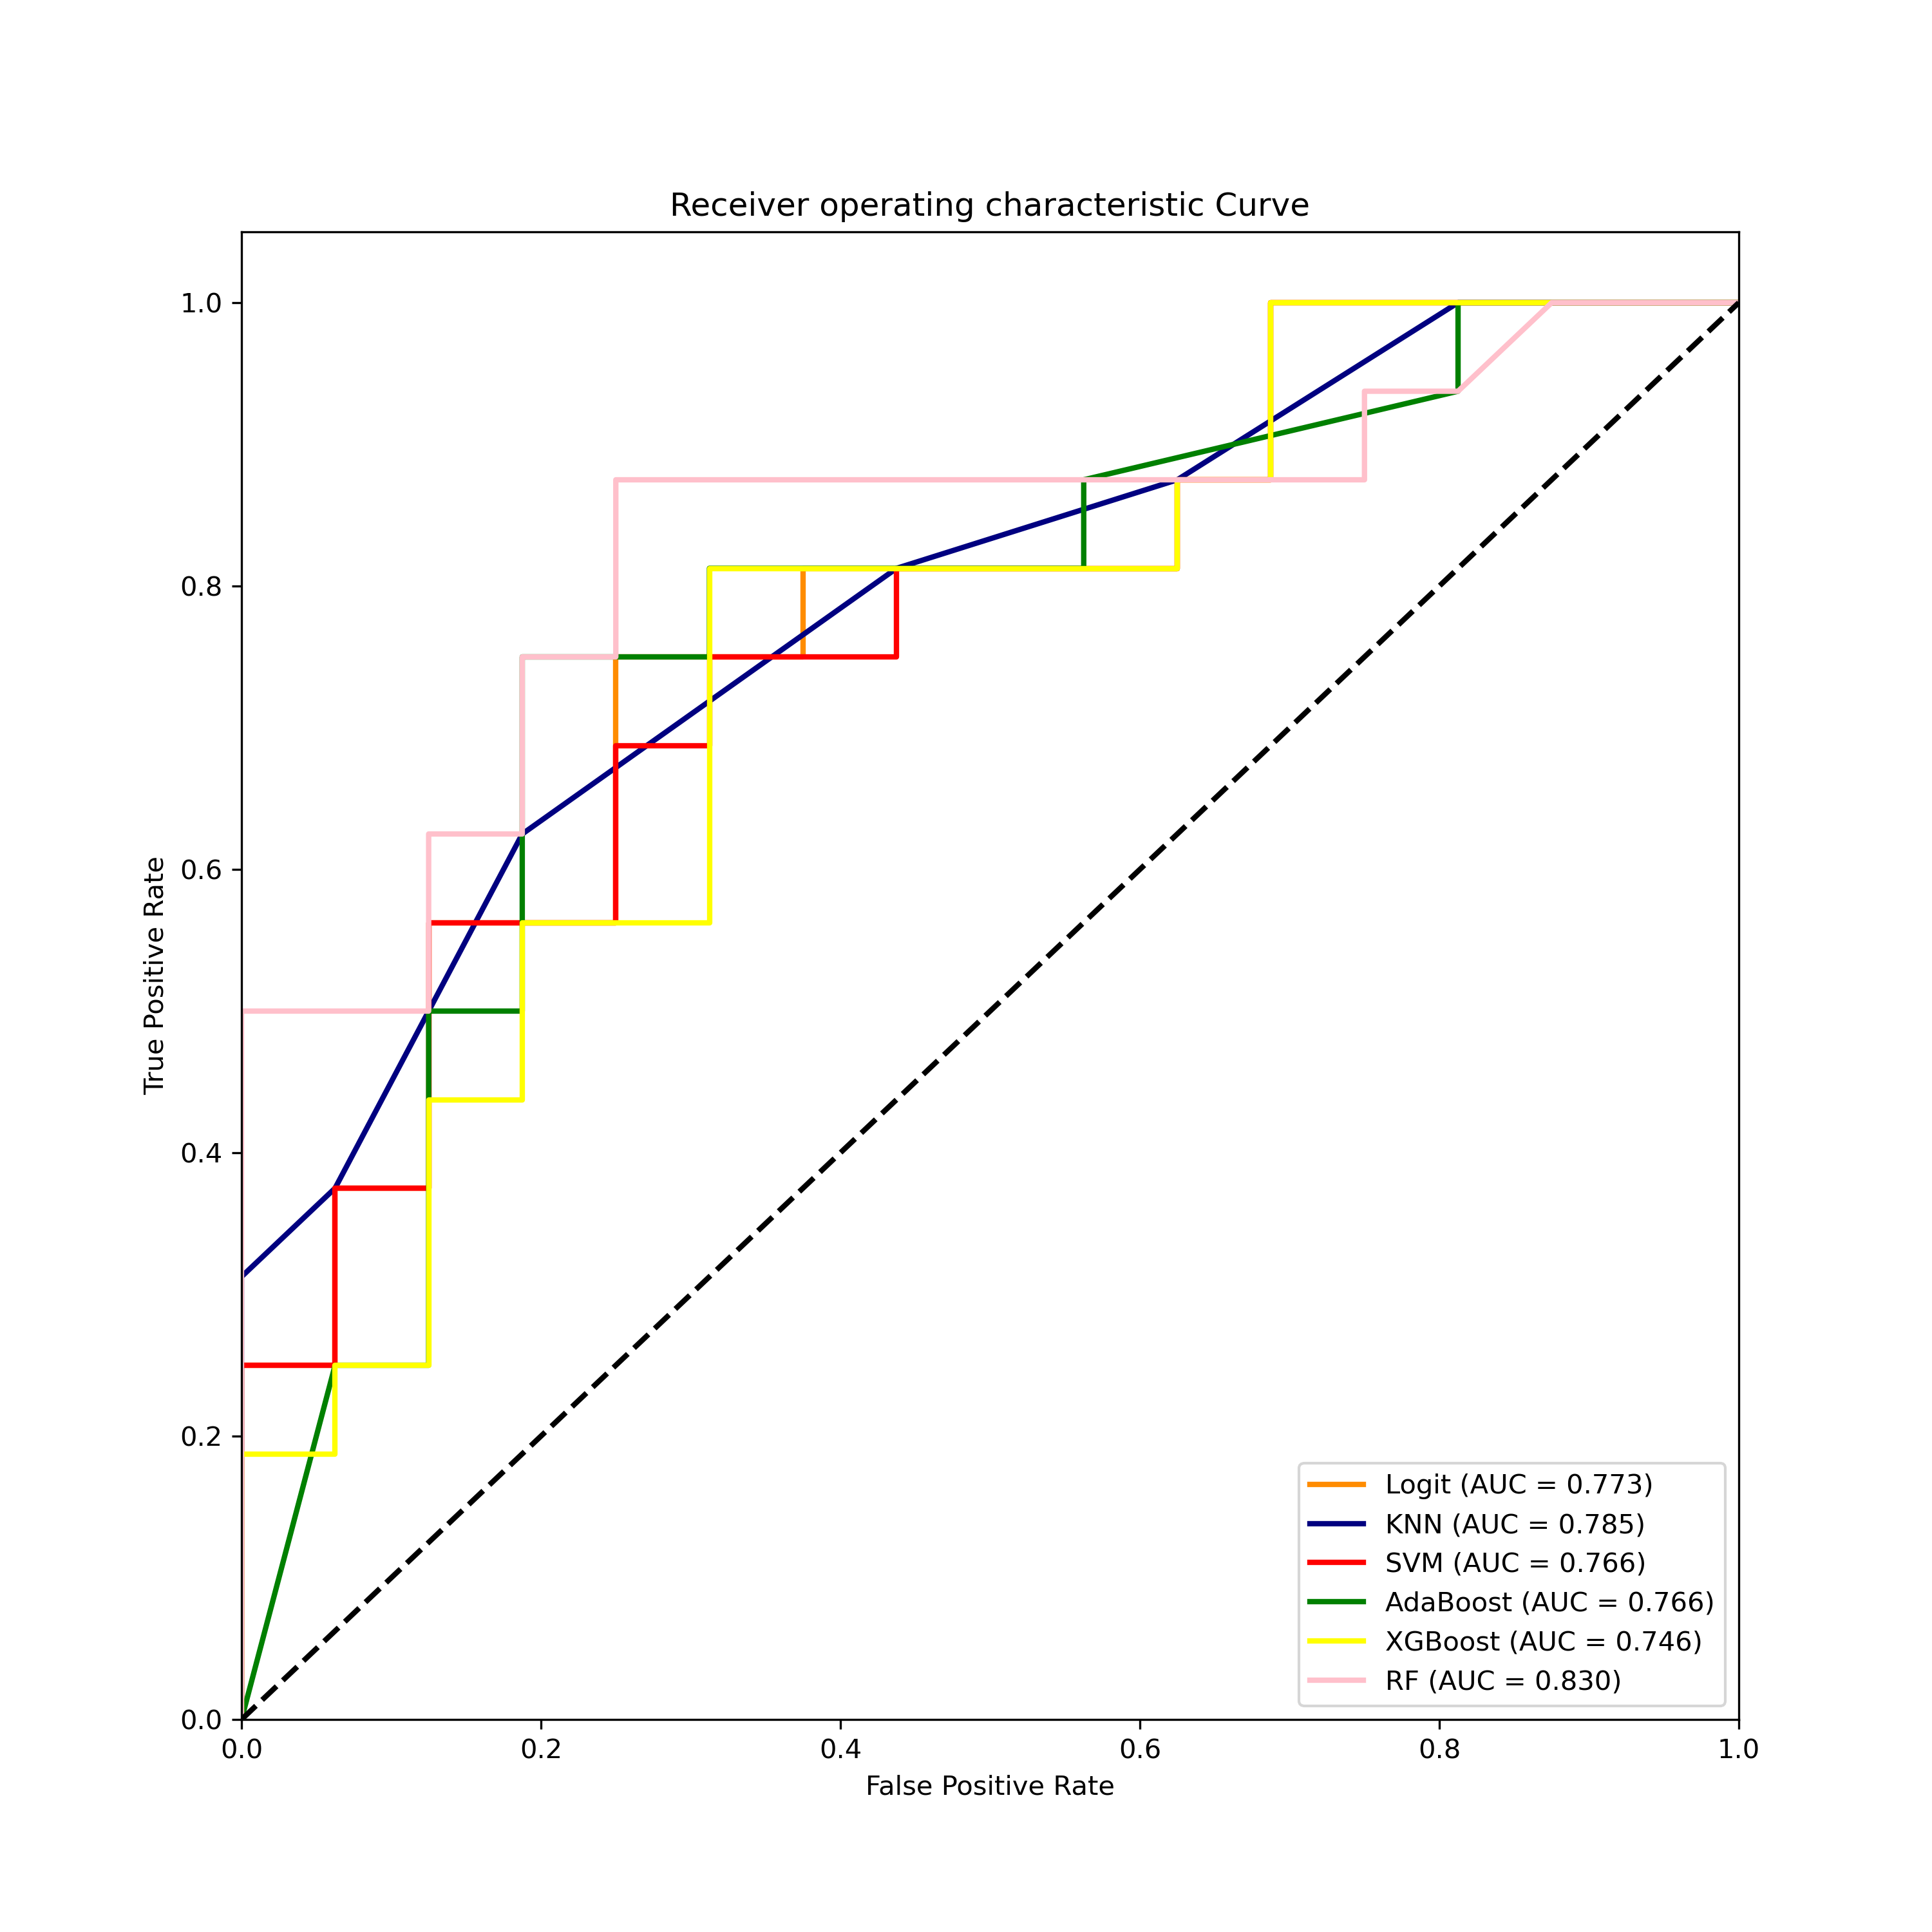 Receiver operating characteristic Curve
1.0
0.8
0.6
0.4
0.2
0.0
True Positive Rate
0.0 0.2 0.4 0.6 0.8 1.0
False Positive Rate
Logit (AUC = 0.773)
KNN (AUC = 0.785)
SVM (AUC = 0.766)
AdaBoost (AUC = 0.766)
XGBoost (AUC = 0.746)
RF (AUC = 0.830)